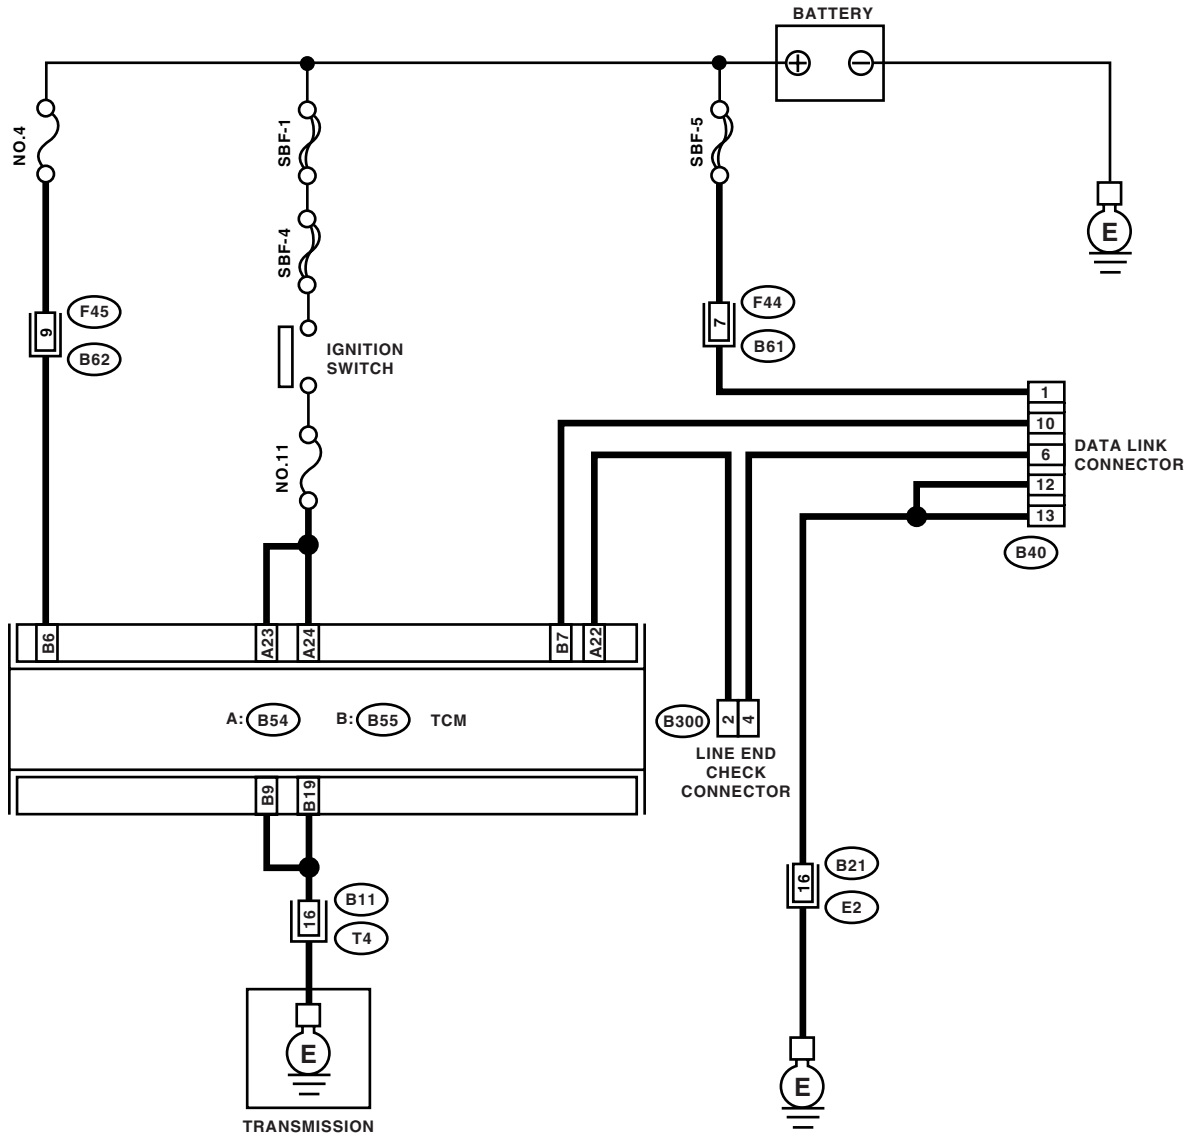 BATTERY
NO.4
SBF-1
SBF-5
SBF-4
E
F45
F44
9
7
B62
B61
IGNITION
SWITCH
1
10
NO.11
6
DATA LINK
CONNECTOR
12
13
B40
B6
A23
A24
B7
A22
A:
B54
B:
B55
TCM
B300
2
4
LINE END
CHECK
CONNECTOR
B9
B19
B21
16
E2
B11
16
T4
E
E
TRANSMISSION